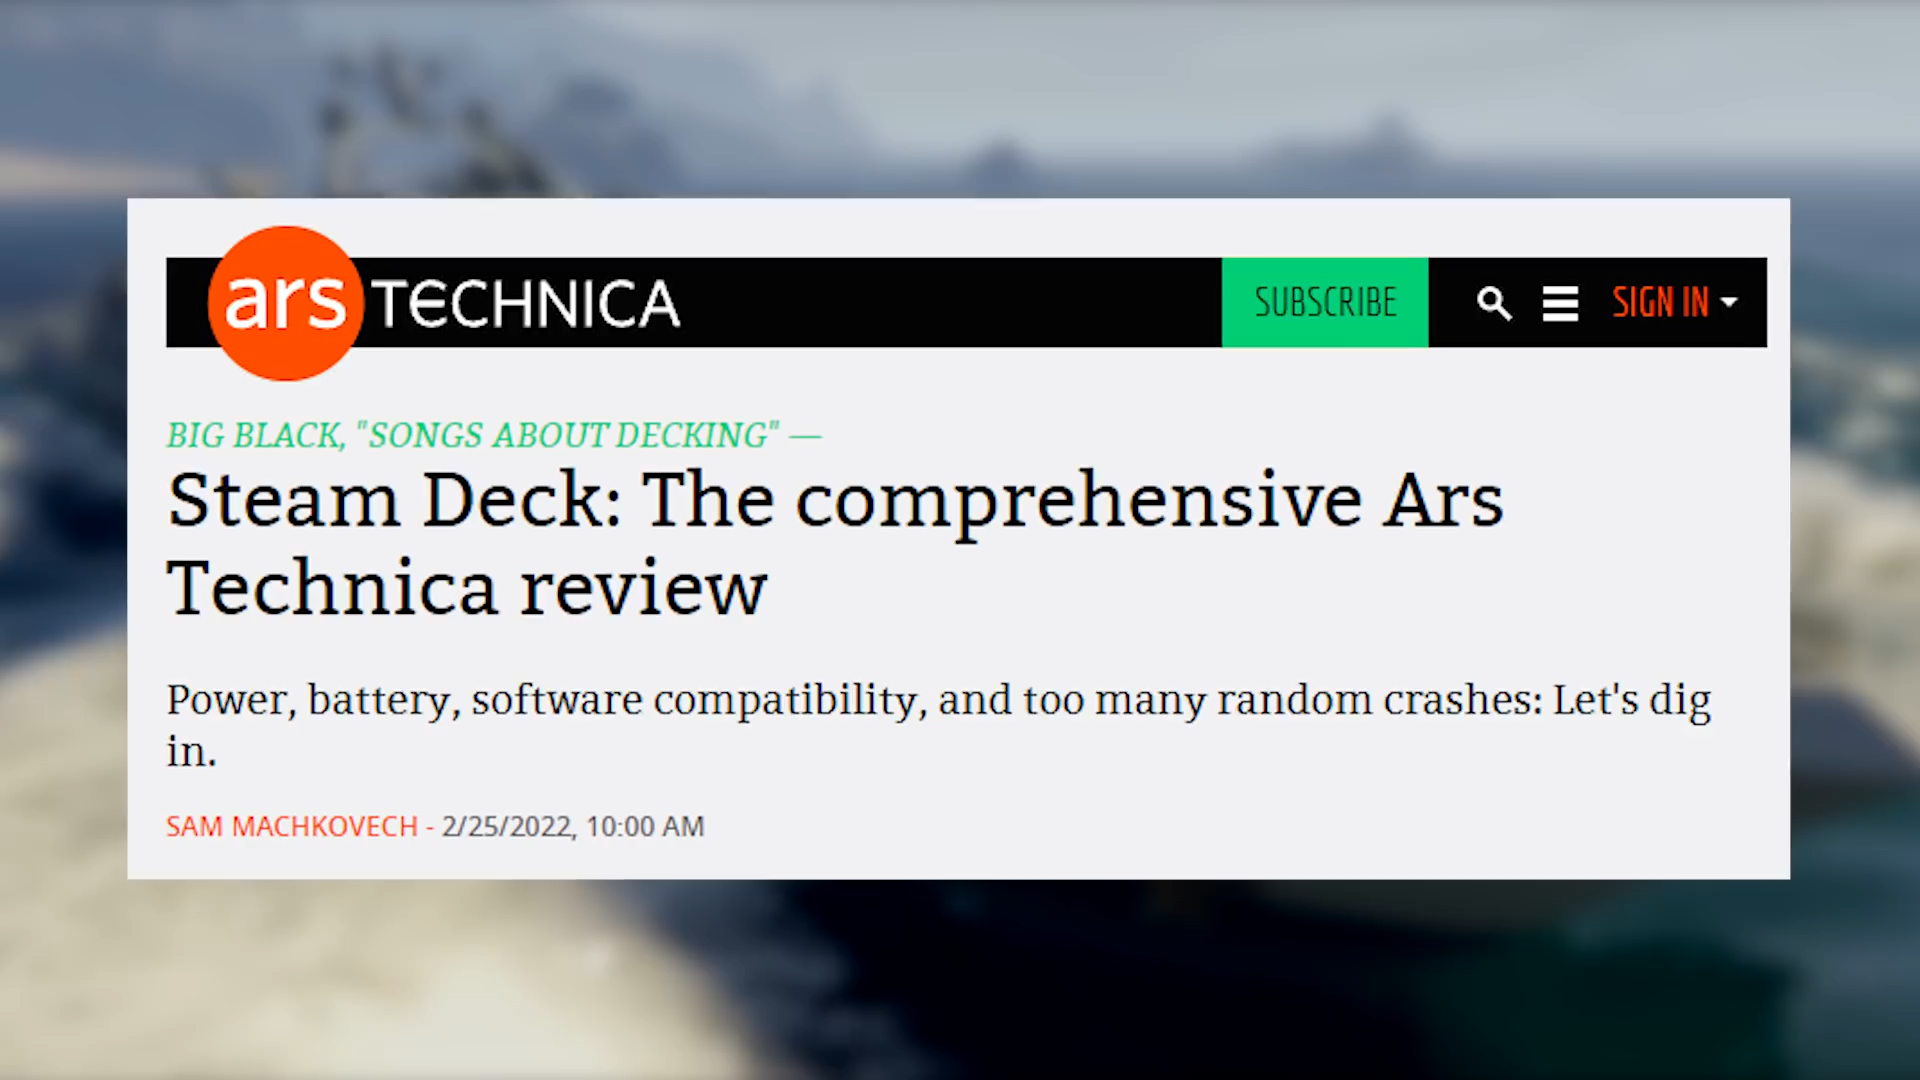 ars TECHNICA
SUBSCRIBE
SIGN IN
BIG BLACK, "SONGS ABOUT DECKING" —
Steam Deck: The comprehensive Ars
Technica review
Power, battery, software compatibility, and too many random crashes: Let's dig
in.
SAM MACHKOVECH - 2/25/2022, 10:00 AM